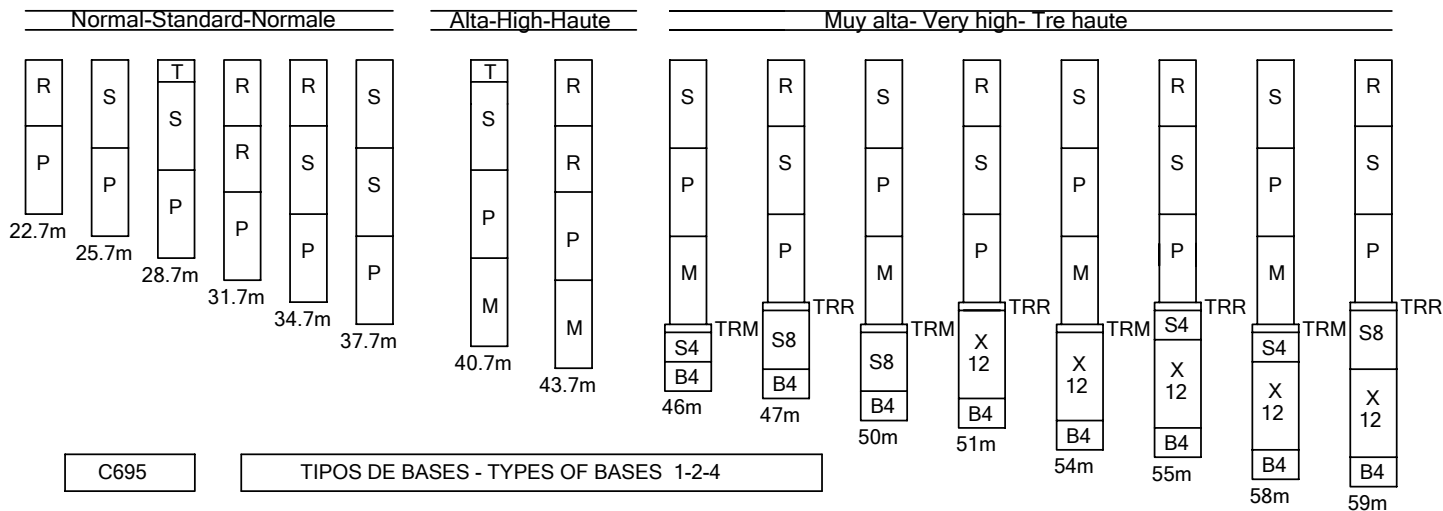 Normal-Standard-Normale
Alta-High-Haute
Muy alta- Very high- Tre haute
R
P
22.7m
S
P
25.7m
T
S
P
28.7m
R
R
P
31.7m
R
S
P
34.7m
S
S
P
37.7m
T
S
P
M
40.7m
R
R
P
M
43.7m
S
P
M
TRM
S4
B4
46m
R
S
P
TRR
S8
B4
47m
S
P
M
TRM
S8
B4
50m
R
S
P
TRR
X
12
B4
51m
S
P
M
TRM
X
12
B4
54m
R
S
P
TRR
S4
X
12
B4
55m
S
P
M
TRM
S4
X
12
B4
58m
R
S
P
TRR
S8
X
12
B4
59m
C695
TIPOS DE BASES - TYPES OF BASES 1-2-4